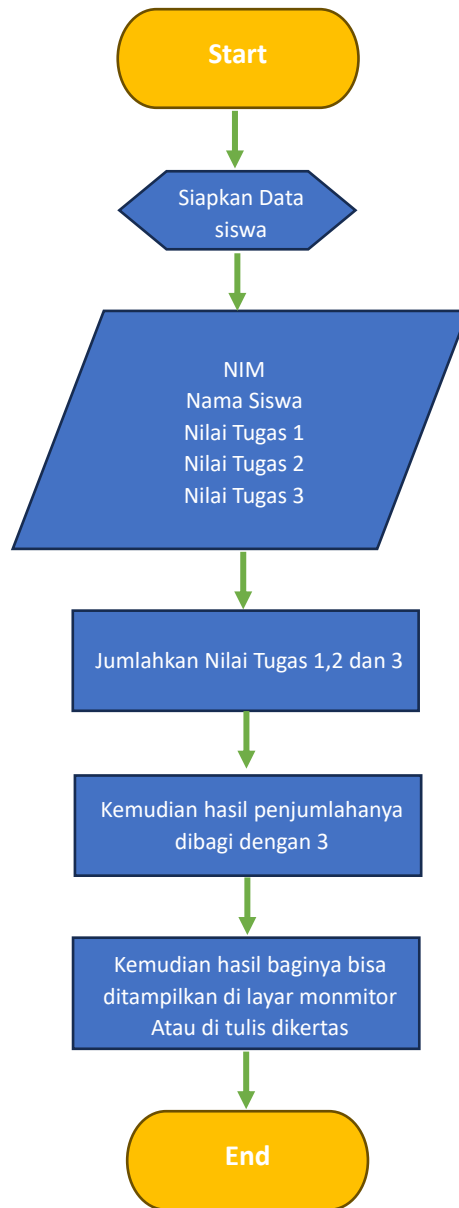 Start
Siapkan Data
siswa
NIM
Nama Siswa
Nilai Tugas 1
Nilai Tugas 2
Nilai Tugas 3
Jumlahkan Nilai Tugas 1,2 dan 3
Kemudian hasil penjumlahanya
dibagi dengan 3
Kemudian hasil baginya bisa
ditampilkan di layar monmitor
Atau di tulis dikertas
End